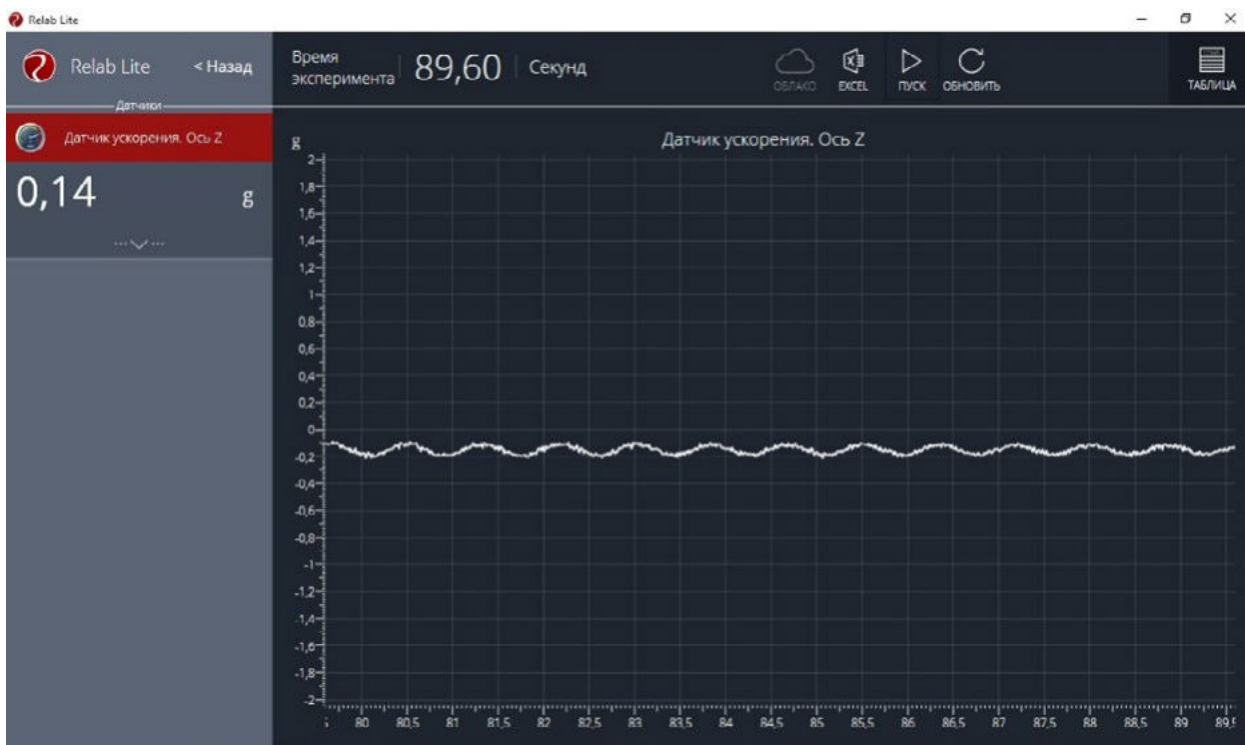 Relab Lite
Relab Lite < Назад
Датчики
Датчик ускорения. Ось Z
0,14 g
Время
эксперимента 89,60 Секунд
ОБЛАКО EXCEL ПУСК ОБНОВИТЬ
ТАБЛИЦА
g Датчик ускорения. Ось Z
2
1,8
1,6
1,4
1,2
1
0,8
0,6
0,4
0,2
0
-0,2
-0,4
-0,6
-0,8
-1
-1,2
-1,4
-1,6
-1,8
-2
80 80,5 81 81,5 82 82,5 83 83,5 84 84,5 85 85,5 86 86,5 87 87,5 88 88,5 89